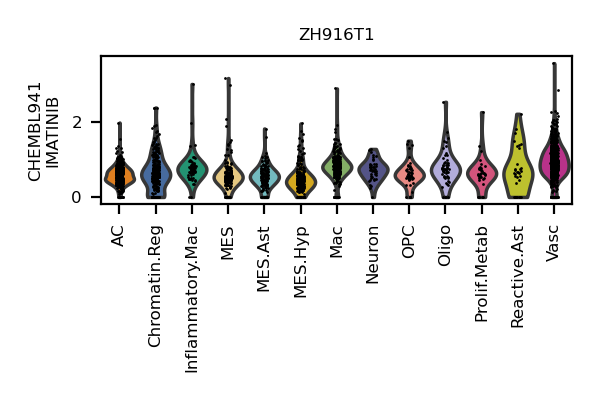 ZH916T1
CHEMBL941
IMATINIB
2
0
AC
Chromatin.Reg
Inflammatory.Mac
MES
MES.Ast
MES.Hyp
Mac
Neuron
OPC
Oligo
Prolif.Metab
Reactive.Ast
Vasc